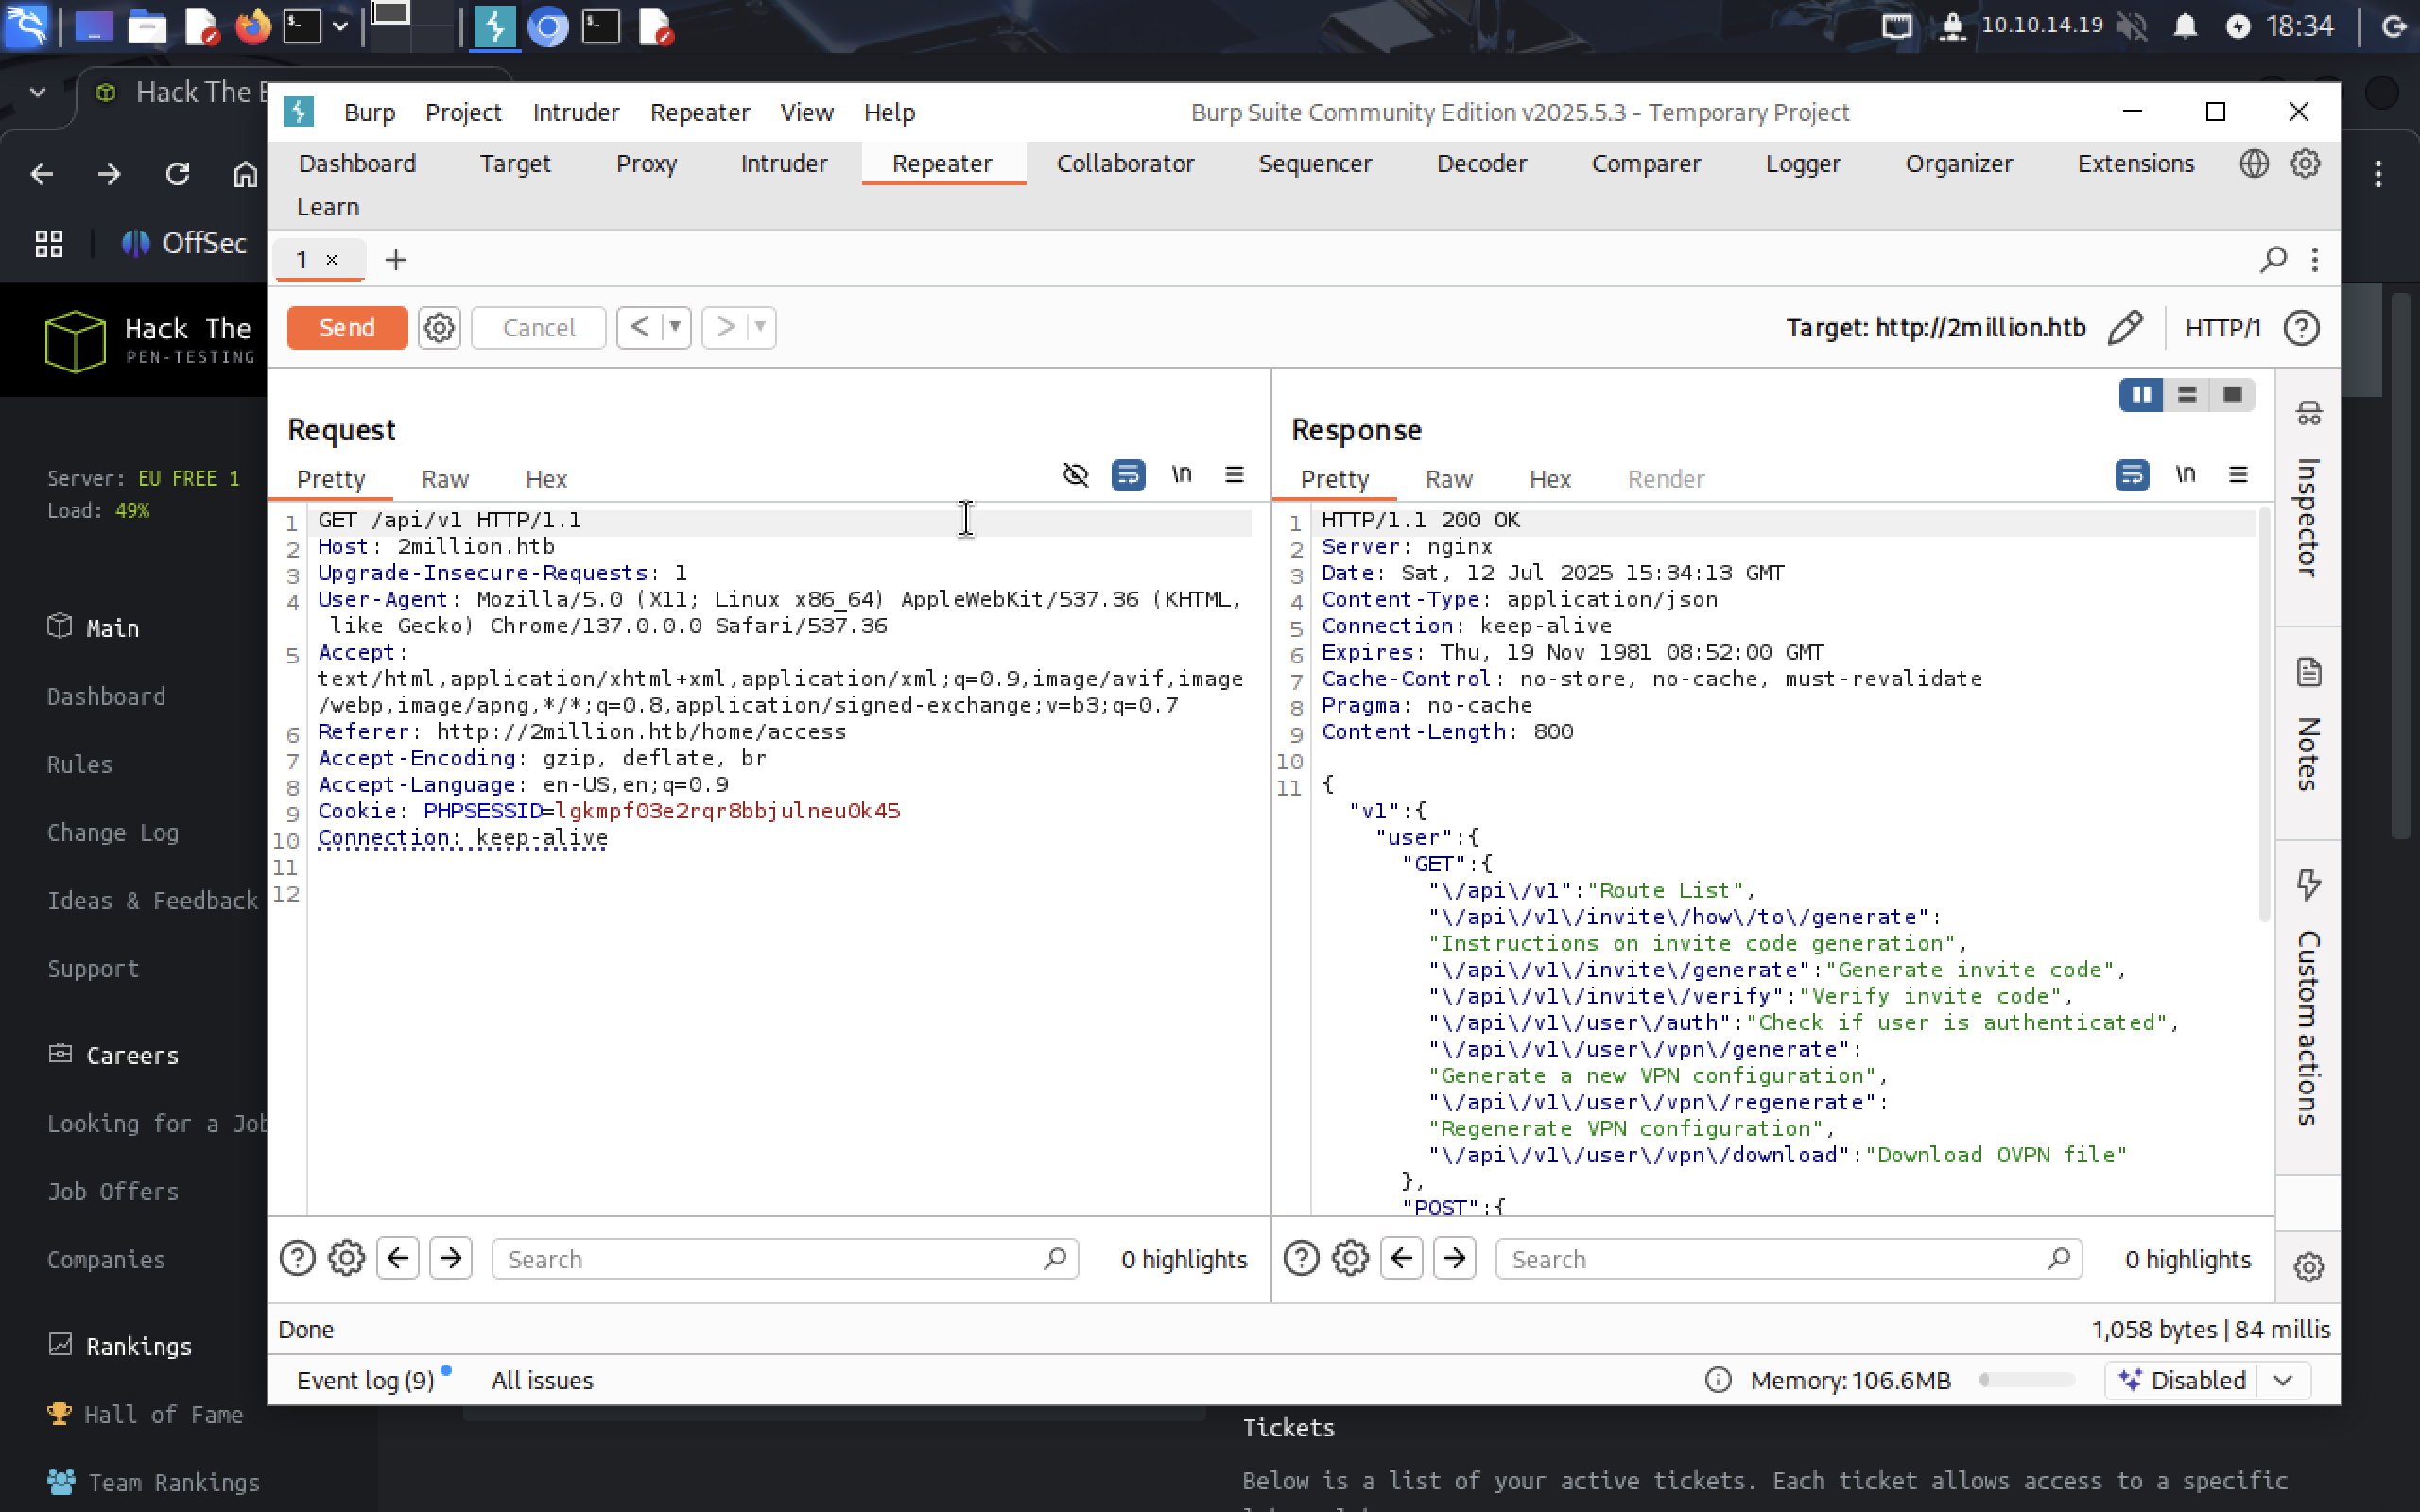 10.10.14.19
18:34
Hack The
Burp Project Intruder Repeater View Help
Burp Suite Community Edition v2025.5.3 - Temporary Project
Dashboard Target Proxy Intruder Repeater Collaborator Sequencer Decoder Comparer Logger Organizer Extensions
Learn
OffSec
1 × +
Hack The
PEN-TESTING
Send Cancel < >
Target: http://2million.htb HTTP/1
Request
Pretty Raw Hex \n
Response
Pretty Raw Hex Render \n
Inspector
Notes
Custom actions
Server: EU FREE 1
Load: 49%
Main
Dashboard
Rules
Change Log
Ideas & Feedback
Support
Careers
Looking for a Job
Job Offers
Companies
Rankings
Hall of Fame
Team Rankings
1 GET /api/v1 HTTP/1.1
2 Host: 2million.htb
3 Upgrade-Insecure-Requests: 1
4 User-Agent: Mozilla/5.0 (X11; Linux x86_64) AppleWebKit/537.36 (KHTML,
like Gecko) Chrome/137.0.0.0 Safari/537.36
5 Accept:
text/html,application/xhtml+xml,application/xml;q=0.9,image/avif,image
/webp,image/apng,*/*;q=0.8,application/signed-exchange;v=b3;q=0.7
6 Referer: http://2million.htb/home/access
7 Accept-Encoding: gzip, deflate, br
8 Accept-Language: en-US,en;q=0.9
9 Cookie: PHPSESSID=lgkmpf03e2rqr8bbjulneu0k45
10 Connection: keep-alive
11
12
1 HTTP/1.1 200 OK
2 Server: nginx
3 Date: Sat, 12 Jul 2025 15:34:13 GMT
4 Content-Type: application/json
5 Connection: keep-alive
6 Expires: Thu, 19 Nov 1981 08:52:00 GMT
7 Cache-Control: no-store, no-cache, must-revalidate
8 Pragma: no-cache
9 Content-Length: 800
10
11 {
"v1":{
"user":{
"GET":{
"\/api\/v1":"Route List",
"\/api\/v1\/invite\/how\/to\/generate":
"Instructions on invite code generation",
"\/api\/v1\/invite\/generate":"Generate invite code",
"\/api\/v1\/invite\/verify":"Verify invite code",
"\/api\/v1\/user\/auth":"Check if user is authenticated",
"\/api\/v1\/user\/vpn\/generate":
"Generate a new VPN configuration",
"\/api\/v1\/user\/vpn\/regenerate":
"Regenerate VPN configuration",
"\/api\/v1\/user\/vpn\/download":"Download OVPN file"
},
"POST":{
Search 0 highlights
Search 0 highlights
Done
1,058 bytes | 84 millis
Event log (9) All issues
Memory: 106.6MB Disabled
Tickets
Below is a list of your active tickets. Each ticket allows access to a specific